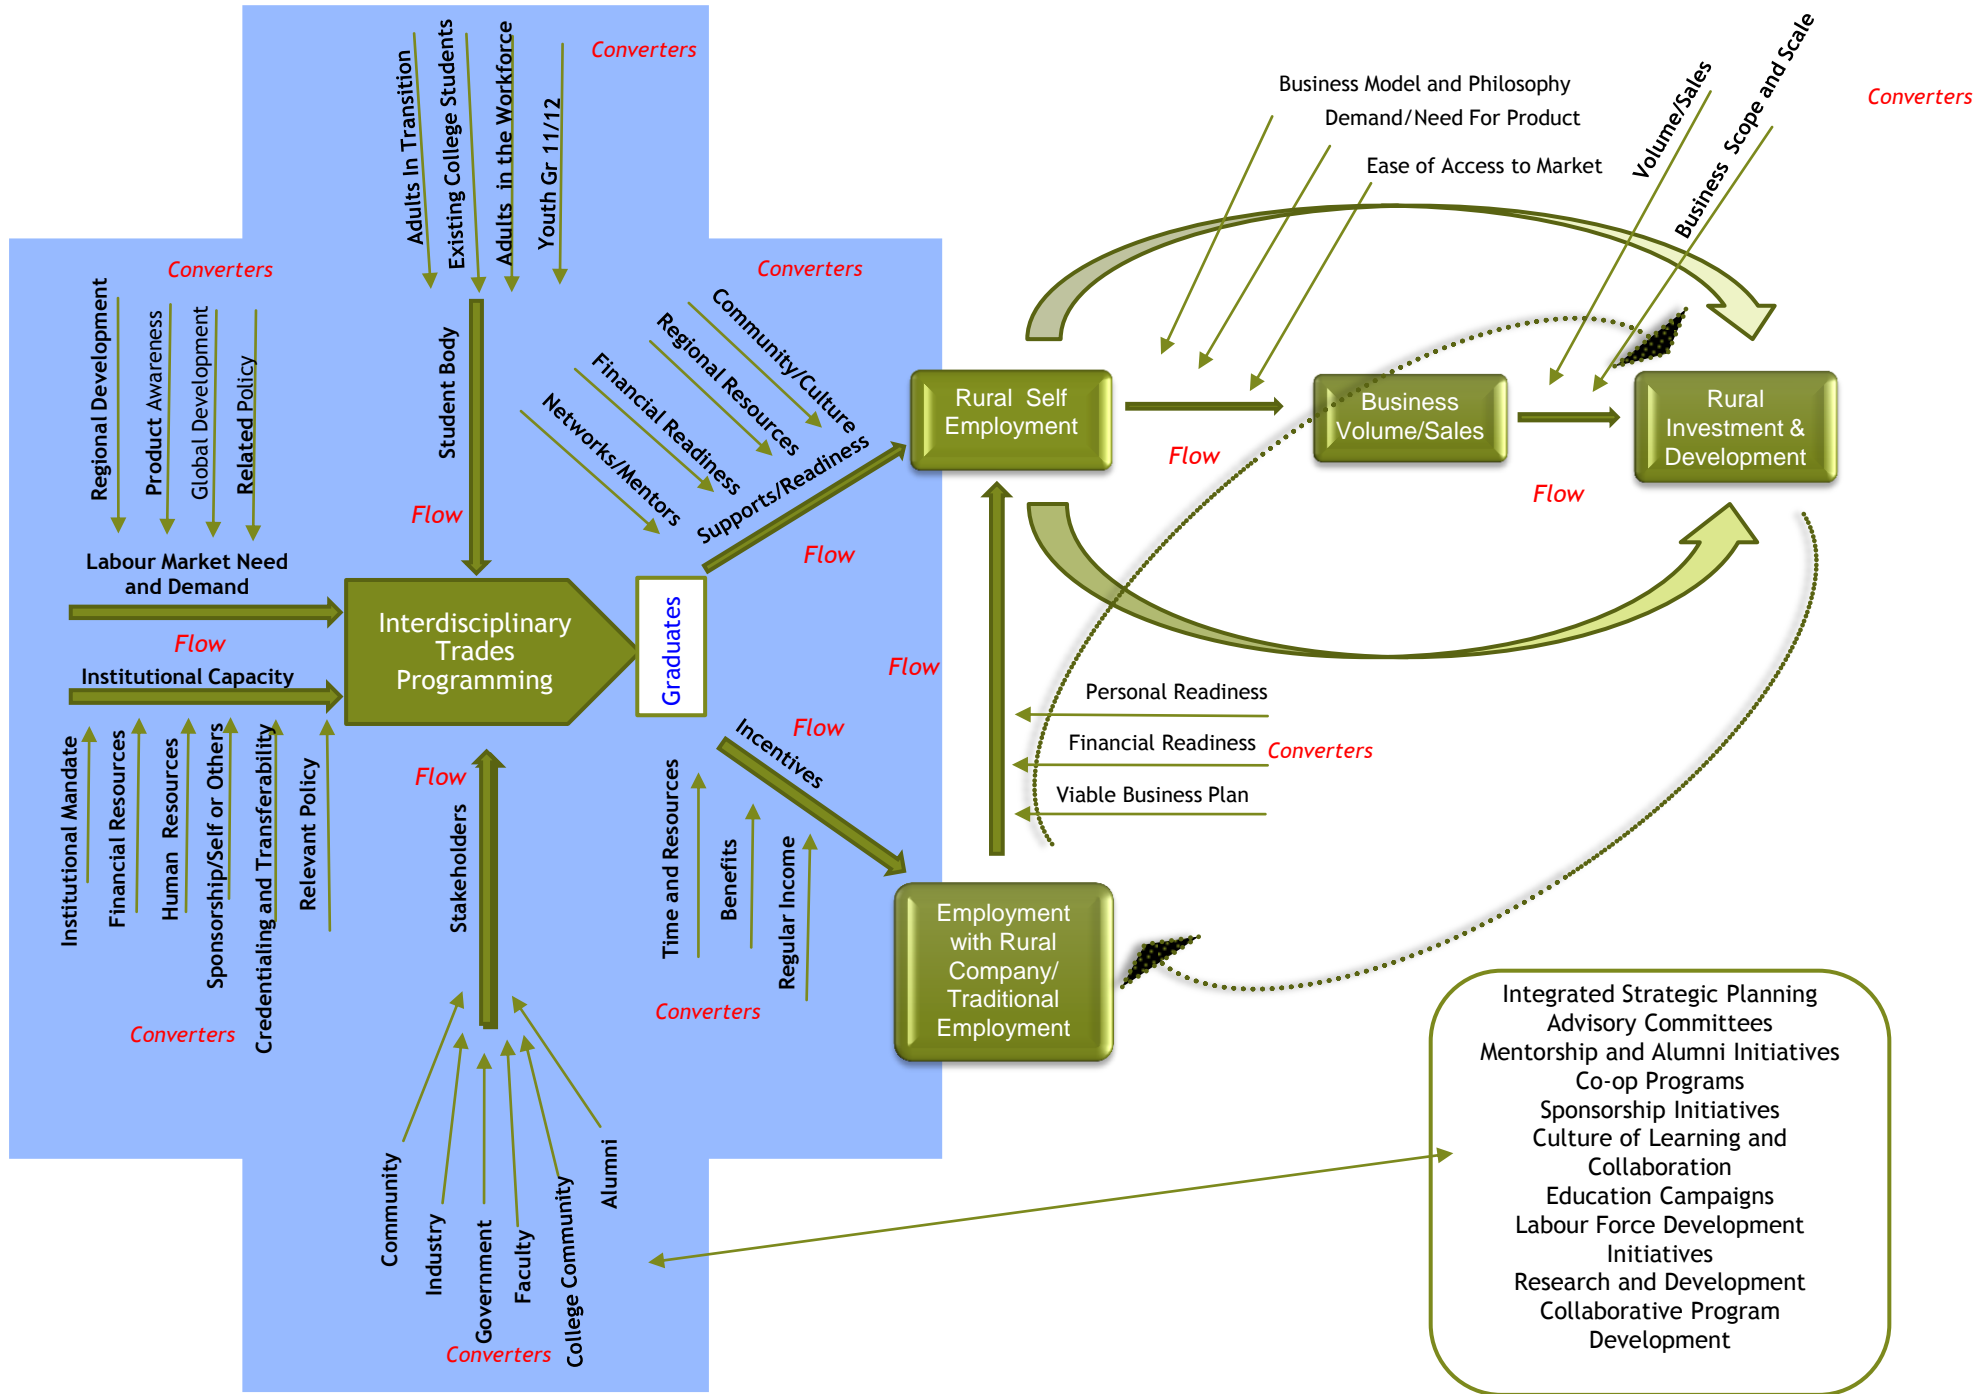 Converters
Adults In Transition
Existing College Students
Adults in the Workforce
Youth Gr 11/12
Student Body
Flow
Converters
Regional Development
Product Awareness
Global Development
Related Policy
Labour Market Need
and Demand
Flow
Institutional Capacity
Institutional Mandate
Financial Resources
Human Resources
Sponsorship/Self or Others
Credentialing and Transferability
Relevant Policy
Converters
Interdisciplinary
Trades
Programming
Graduates
Flow
Stakeholders
Community
Industry
Government
Faculty
College Community
Alumni
Converters
Converters
Community/Culture
Regional Resources
Financial Readiness
Networks/Mentors
Supports/Readiness
Flow
Flow
Incentives
Time and Resources
Benefits
Regular Income
Converters
Rural Self
Employment
Flow
Personal Readiness
Financial Readiness
Converters
Viable Business Plan
Employment
with Rural
Company/
Traditional
Employment
Business Model and Philosophy
Demand/Need For Product
Ease of Access to Market
Flow
Business
Volume/Sales
Volume/Sales
Business Scope and Scale
Converters
Flow
Rural
Investment &
Development
Integrated Strategic Planning
Advisory Committees
Mentorship and Alumni Initiatives
Co-op Programs
Sponsorship Initiatives
Culture of Learning and
Collaboration
Education Campaigns
Labour Force Development
Initiatives
Research and Development
Collaborative Program
Development